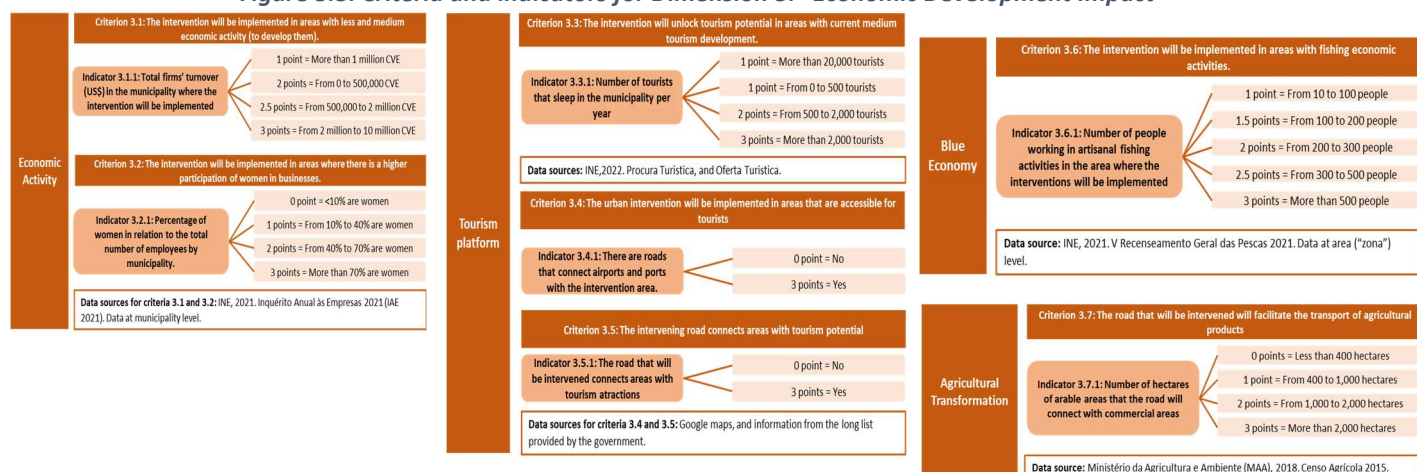 Criteria and Indicators for Dimension Economic Development Impact
Economic
Activity
Criterion 3.1: The intervention will be implemented in areas with less and medium
economic activity (to develop them).
Indicator 3.1.1: Total firms' turnover
(US$) in the municipality where the
intervention will be implemented
1 point = More than 1 million CVE
2 points = From 0 to 500,000 CVE
2.5 points = From 500,000 to 2 million CVE
3 points = From 2 million to 10 million CVE
Criterion 3.2: The intervention will be implemented in areas where there is a higher
participation of women in businesses.
Indicator 3.2.1: Percentage of
women in relation to the total
number of employees by
municipality.
0 point = <10% are women
1 points = From 10% to 40% are women
2 points = From 40% to 70% are women
3 points = More than 70% are women
Data sources for criteria 3.1 and 3.2: INE, 2021. Inquérito Anual às Empresas 2021 (IAE
2021). Data at municipality level.
Tourism
platform
Criterion 3.3: The intervention will unlock tourism potential in areas with current medium
tourism development.
Indicator 3.3.1: Number of tourists
that sleep in the municipality per
year
1 point = More than 20,000 tourists
1 point = From 0 to 500 tourists
2 points = From 500 to 2,000 tourists
3 points = More than 2,000 tourists
Data sources: INE,2022. Procura Turistica, and Oferta Turistica.
Criterion 3.4: The urban intervention will be implemented in areas that are accessible for
tourists
Indicator 3.4.1: There are roads
that connect airports and ports
with the intervention area.
0 point = No
3 points = Yes
Criterion 3.5: The intervening road connects areas with tourism potential
Indicator 3.5.1: The road that will
be intervened connects areas with
tourism atractions
0 point = No
3 points = Yes
Data sources for criteria 3.4 and 3.5: Google maps, and information from the long list
provided by the government.
Blue
Economy
Criterion 3.6: The intervention will be implemented in areas with fishing economic
activities.
Indicator 3.6.1: Number of people
working in artisanal fishing
activities in the area where the
interventions will be implemented
1 point = From 10 to 100 people
1.5 points = From 100 to 200 people
2 points = From 200 to 300 people
2.5 points = From 300 to 500 people
3 points = More than 500 people
Data source: INE, 2021. V Recenseamento Geral das Pescas 2021. Data at area ("zona")
level.
Agricultural
Transformation
Criterion 3.7: The road that will be intervened will facilitate the transport of agricultural
products
Indicator 3.7.1: Number of hectares
of arable areas that the road will
connect with commercial areas
0 points = Less than 400 hectares
1 point = From 400 to 1,000 hectares
2 points = From 1,000 to 2,000 hectares
3 points = More than 2,000 hectares
Data source: Ministério da Agricultura e Ambiente (MAA), 2018. Censo Agrícola 2015.